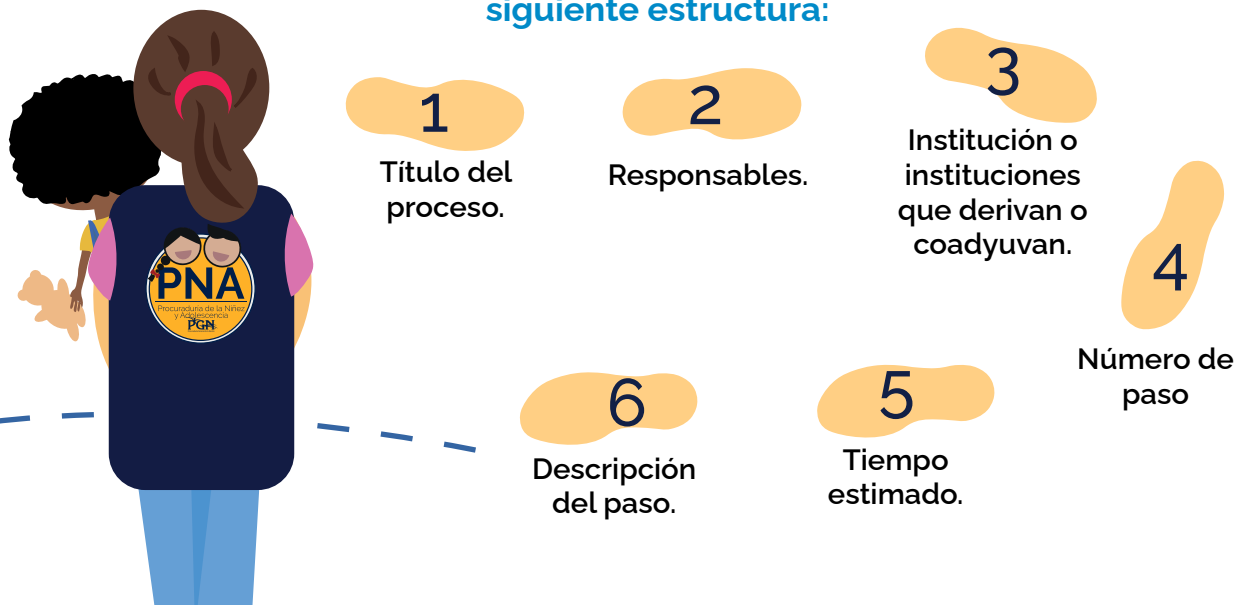 siguiente estructura:
1
Título del
proceso.
2
Responsables.
3
Institución o
instituciones
que derivan o
coadyuvan.
4
Número de
paso
5
Tiempo
estimado.
6
Descripción
del paso.
PNA
Procuraduría de la Niñez
y Adolescencia
PGN